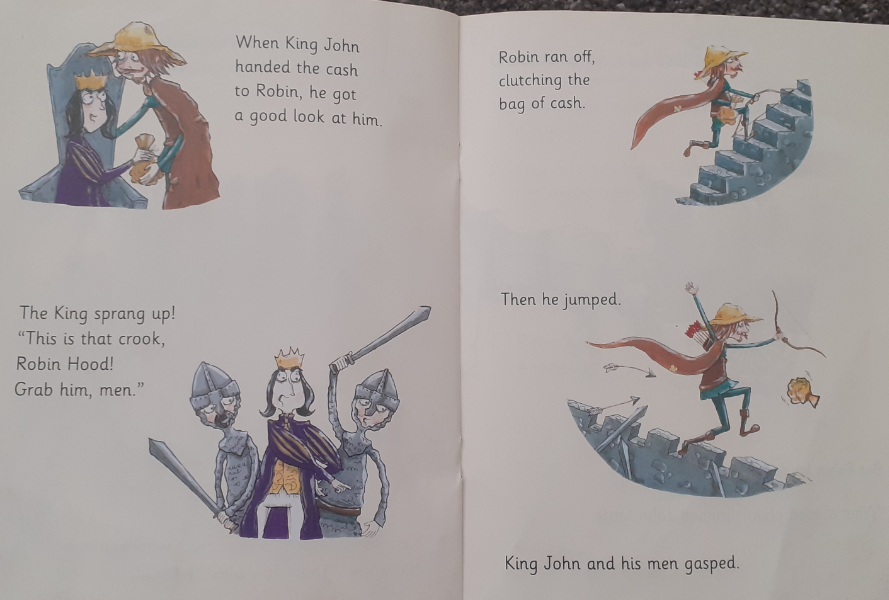 When King John
handed the cash
to Robin, he got
a good look at him.
The King sprang up!
“This is that crook,
Robin Hood!
Grab him, men.”
Robin ran off,
clutching the
bag of cash.
Then he jumped.
King John and his men gasped.